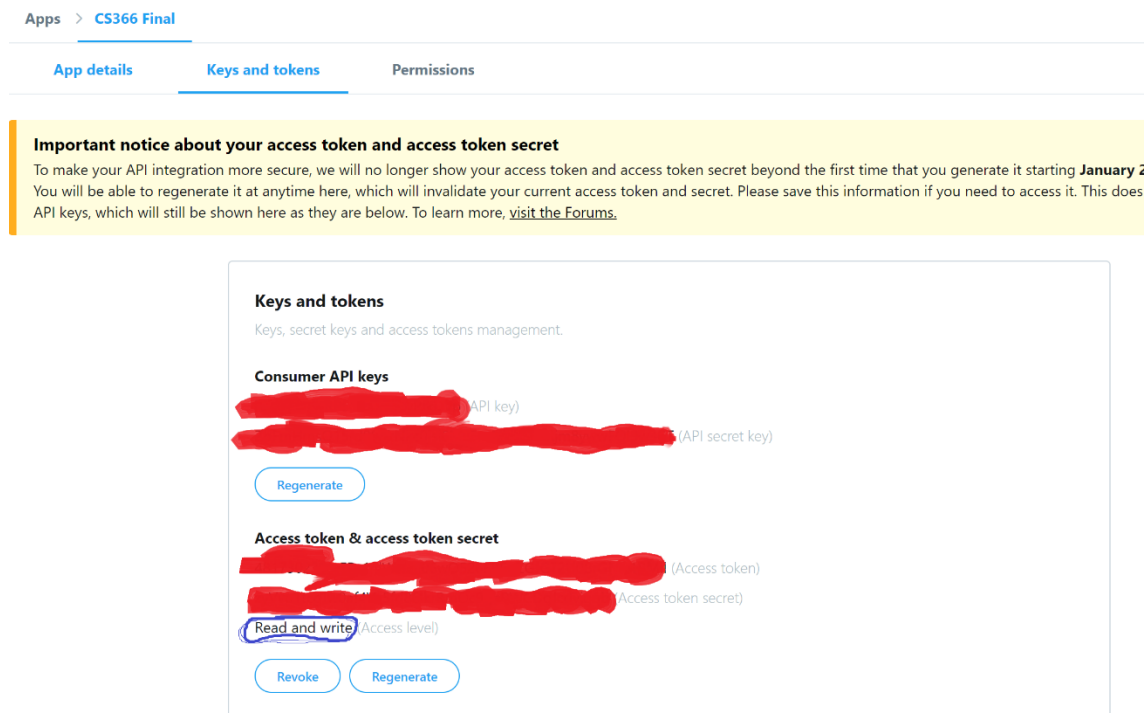 Apps > CS366 Final
App details Keys and tokens Permissions
Important notice about your access token and access token secret
To make your API integration more secure, we will no longer show your access token and access token secret beyond the first time that you generate it starting January 2
You will be able to regenerate it at anytime here, which will invalidate your current access token and secret. Please save this information if you need to access it. This does
API keys, which will still be shown here as they are below. To learn more, visit the Forums.
Keys and tokens
Keys, secret keys and access tokens management.
Consumer API keys
(API key)
(API secret key)
Regenerate
Access token & access token secret
(Access token)
(Access token secret)
Read and write (Access level)
Revoke Regenerate